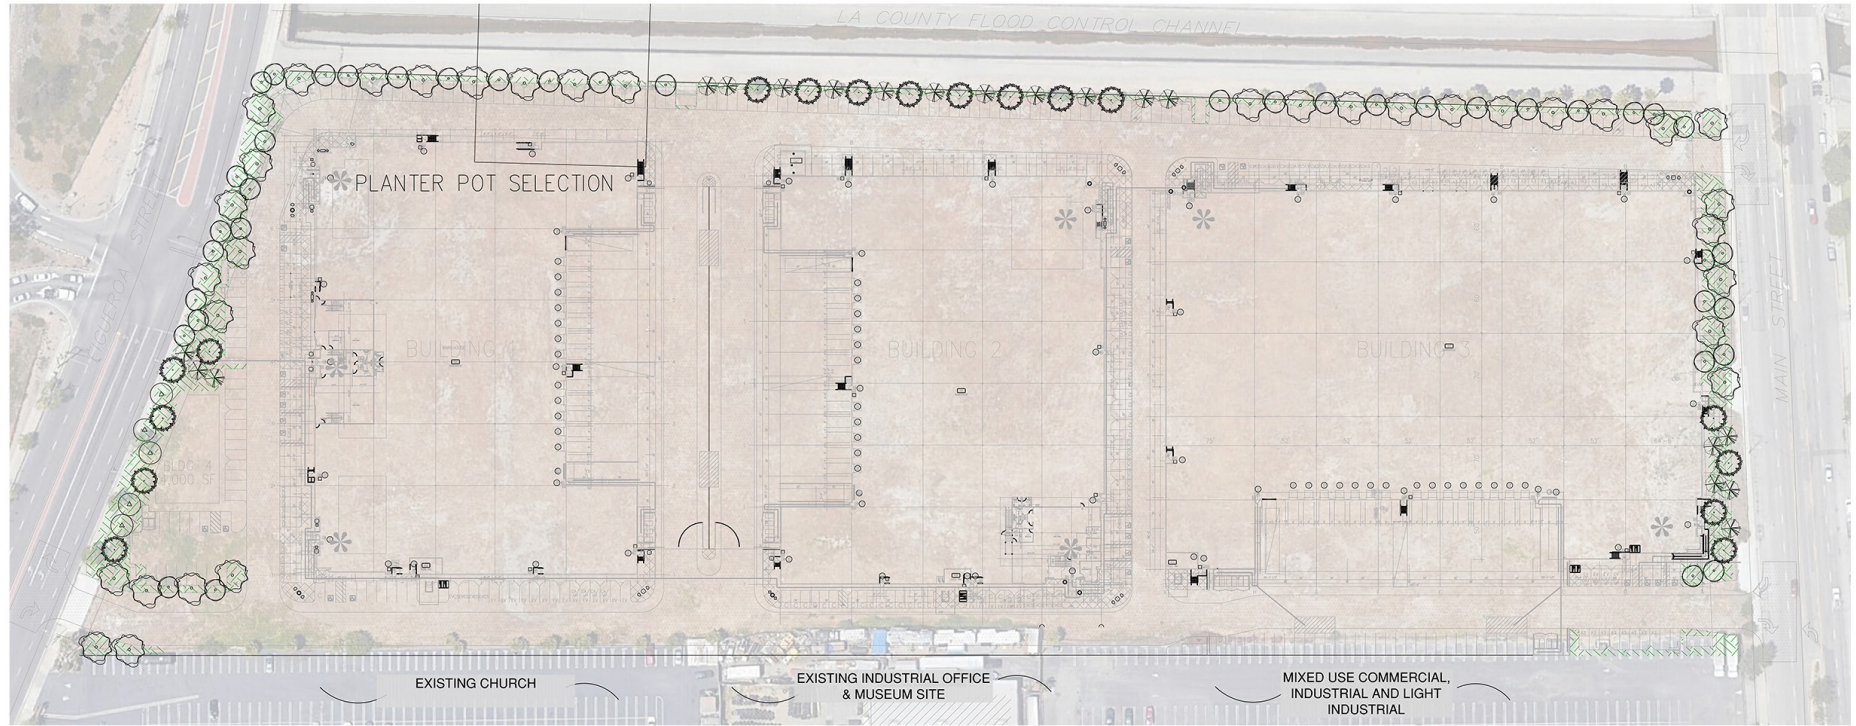 LA COUNTY FLOOD CONTROL CHANNEL
PLANTER POT SELECTION
FIGUEROA STREET
BUILDING
BUILDING 2
BUILDING 3
MAIN STREET
EXISTING CHURCH
EXISTING INDUSTRIAL OFFICE
& MUSEUM SITE
MIXED USE COMMERCIAL,
INDUSTRIAL AND LIGHT
INDUSTRIAL